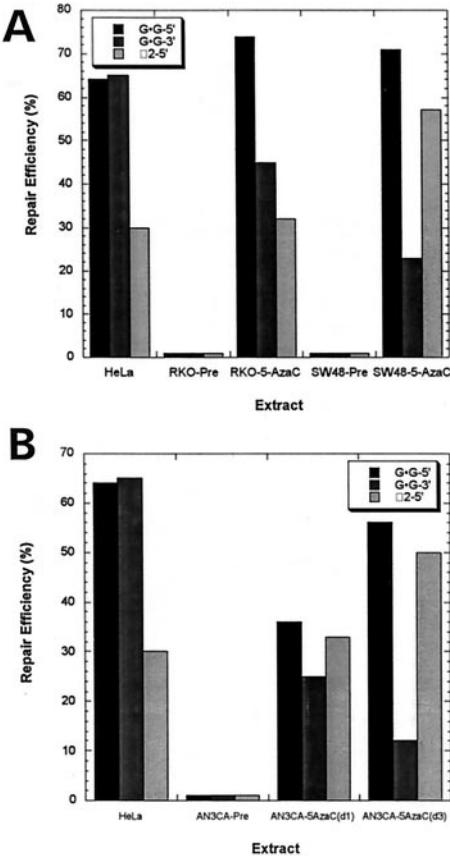 A
G•G-5'
G•G-3'
□2-5'
80
70
60
50
40
30
20
10
0
Repair Efficiency (%)
HeLa RKO-Pre RKO-5-AzaC SW48-Pre SW48-5-AzaC
Extract
B
G•G-5'
G•G-3'
□2-5'
70
60
50
40
30
20
10
0
Repair Efficiency (%)
HeLa AN3CA-Pre AN3CA-5AzaC(d1) AN3CA-5AzaC(d3)
Extract